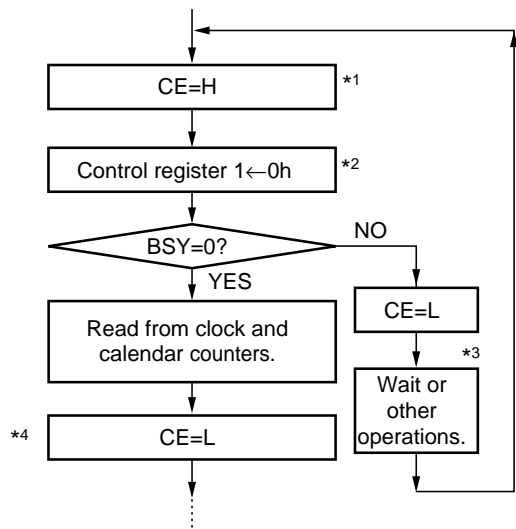 CE=H
*1
Control register 1←0h
*2
BSY=0?
NO
YES
Read from clock and
calendar counters.
CE=L
*3
Wait or
other
operations.
*4
CE=L